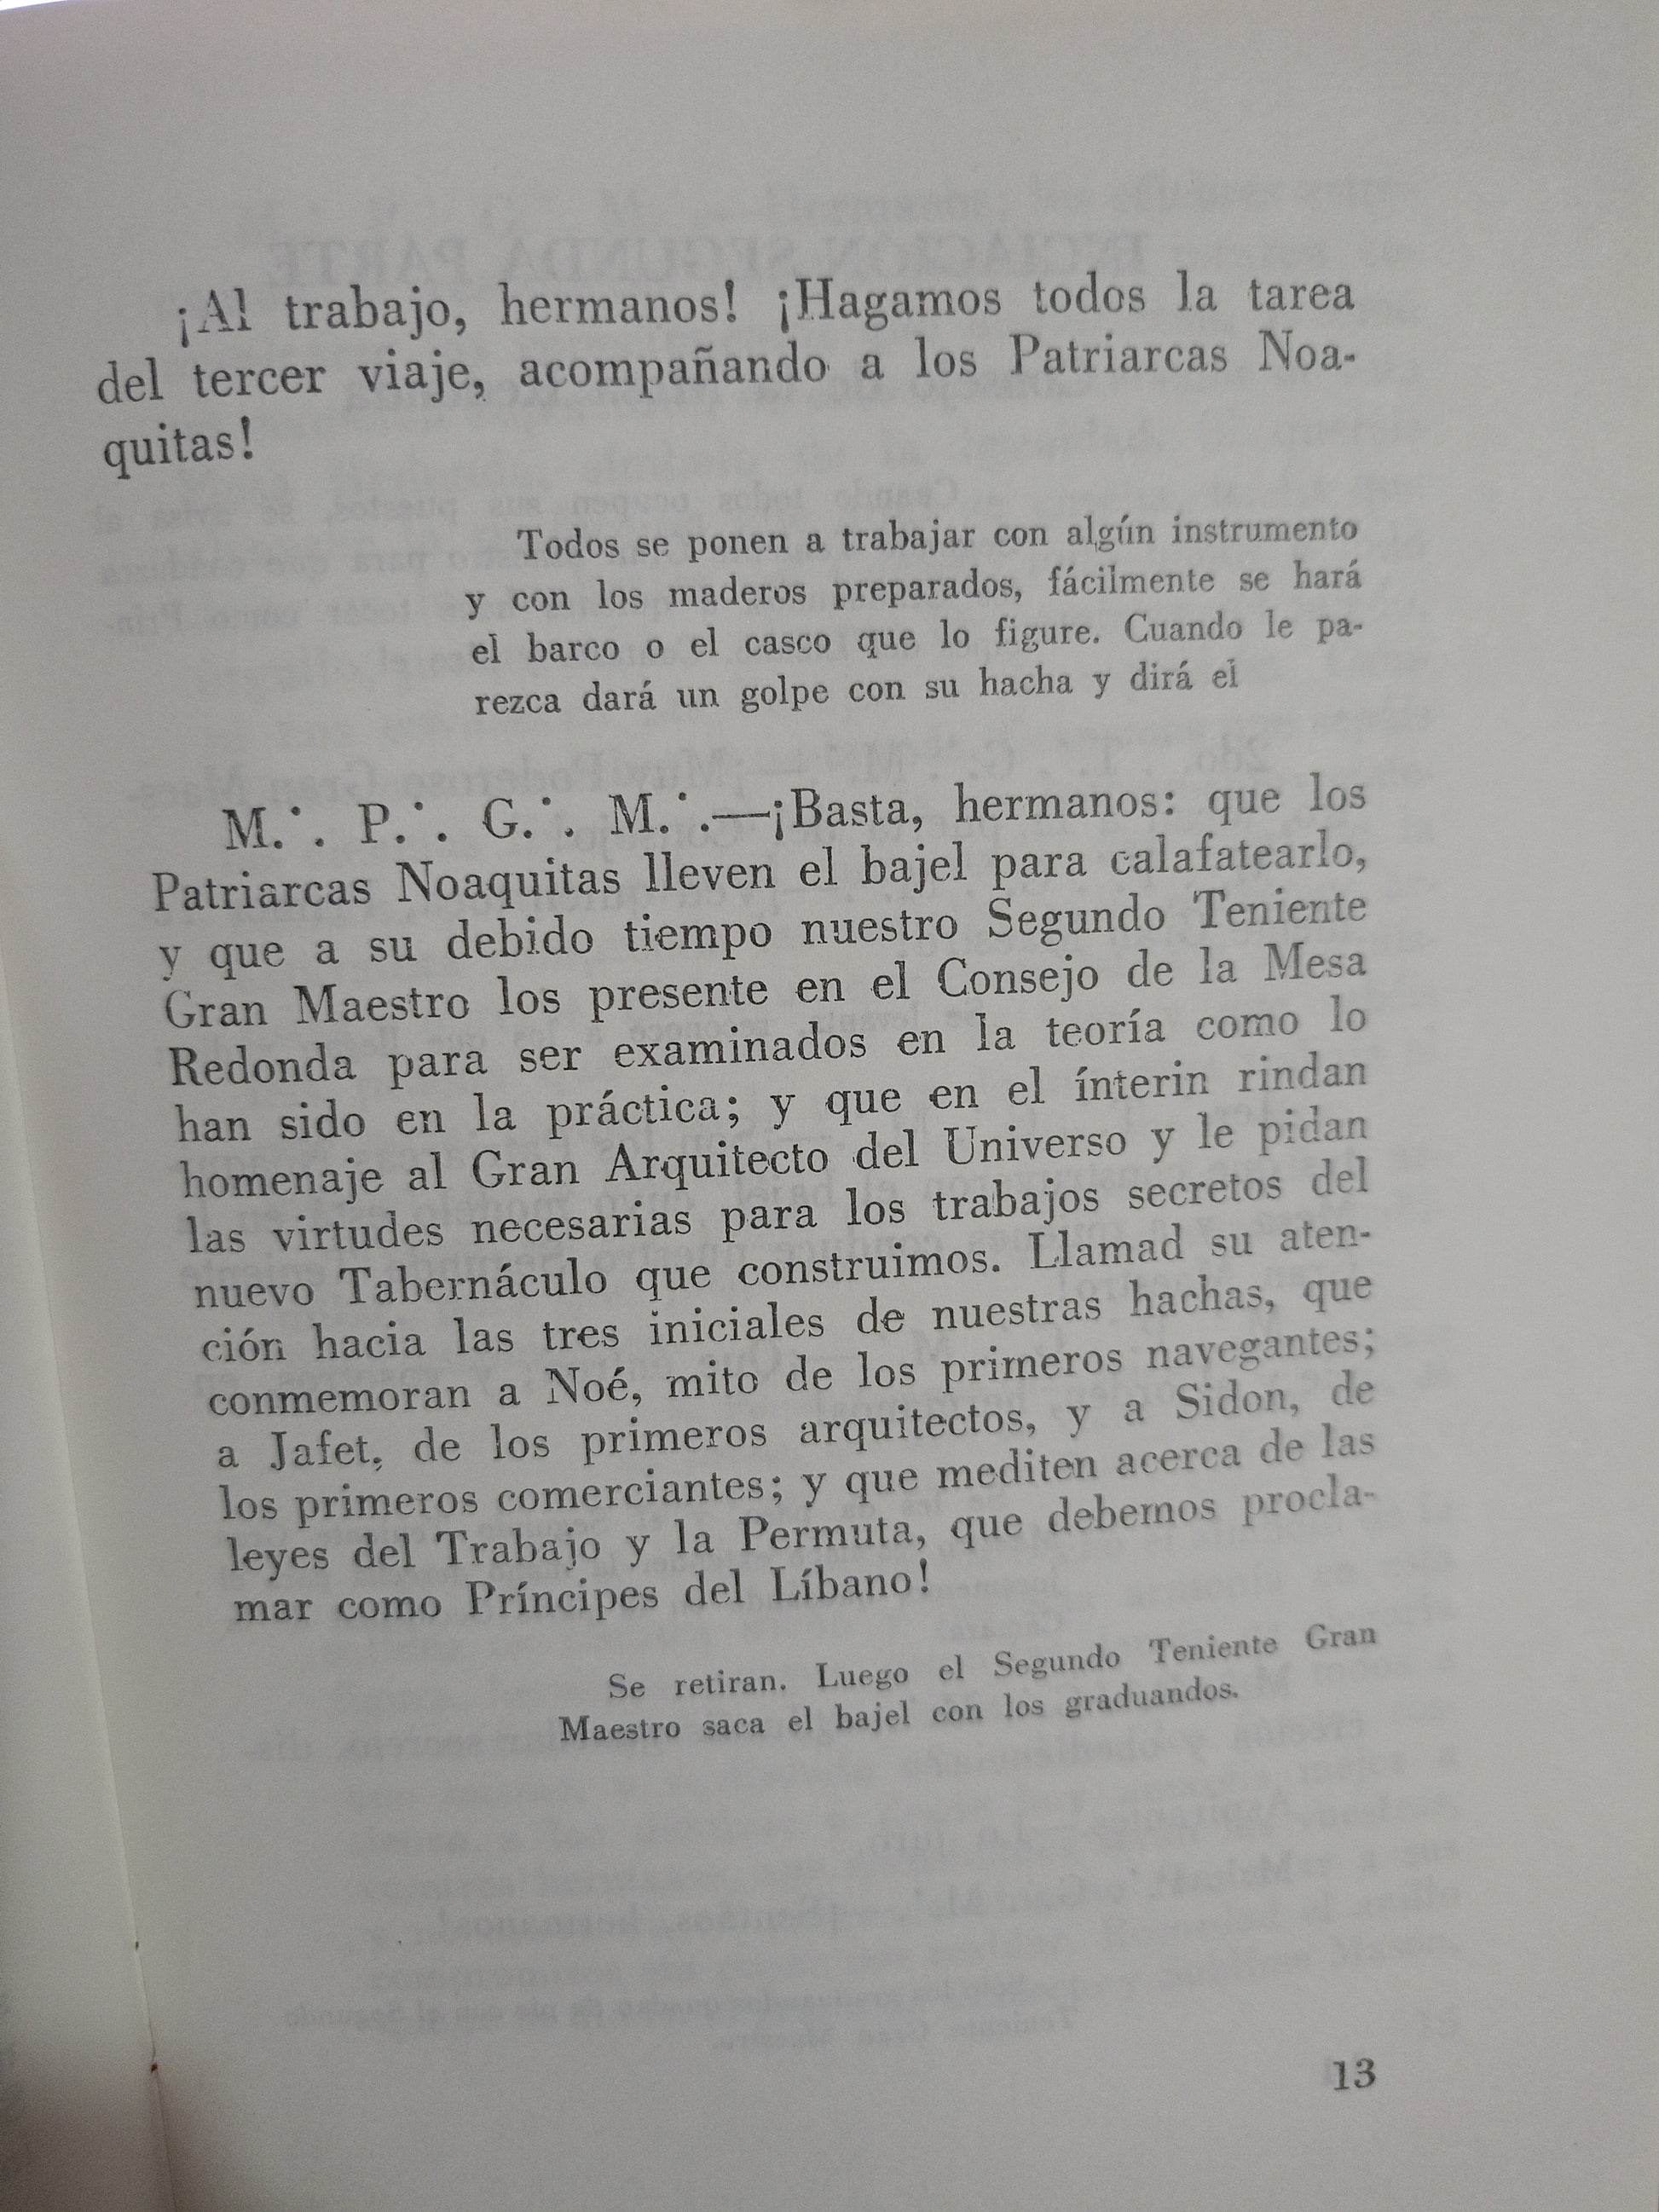 ¡Al trabajo, hermanos! ¡Hagamos todos la tarea
del tercer viaje, acompañando a los Patriarcas Noa-
quitas!
Todos se ponen a trabajar con algún instrumento
y con los maderos preparados, fácilmente se hará
el barco o el casco que lo figure. Cuando le pa-
rezca dará un golpe con su hacha y dirá el
M.˙. P.˙. G.˙. M.˙.—¡Basta, hermanos: que los
Patriarcas Noaquitas lleven el bajel para calafatearlo,
y que a su debido tiempo nuestro Segundo Teniente
Gran Maestro los presente en el Consejo de la Mesa
Redonda para ser examinados en la teoría como lo
han sido en la práctica; y que en el ínterin rindan
homenaje al Gran Arquitecto del Universo y le pidan
las virtudes necesarias para los trabajos secretos del
nuevo Tabernáculo que construimos. Llamad su aten-
ción hacia las tres iniciales de nuestras hachas, que
conmemoran a Noé, mito de los primeros navegantes;
a Jafet, de los primeros arquitectos, y a Sidon, de
los primeros comerciantes; y que mediten acerca de las
leyes del Trabajo y la Permuta, que debemos procla-
mar como Príncipes del Líbano!
Se retiran. Luego el Segundo Teniente Gran
Maestro saca el bajel con los graduandos.
13